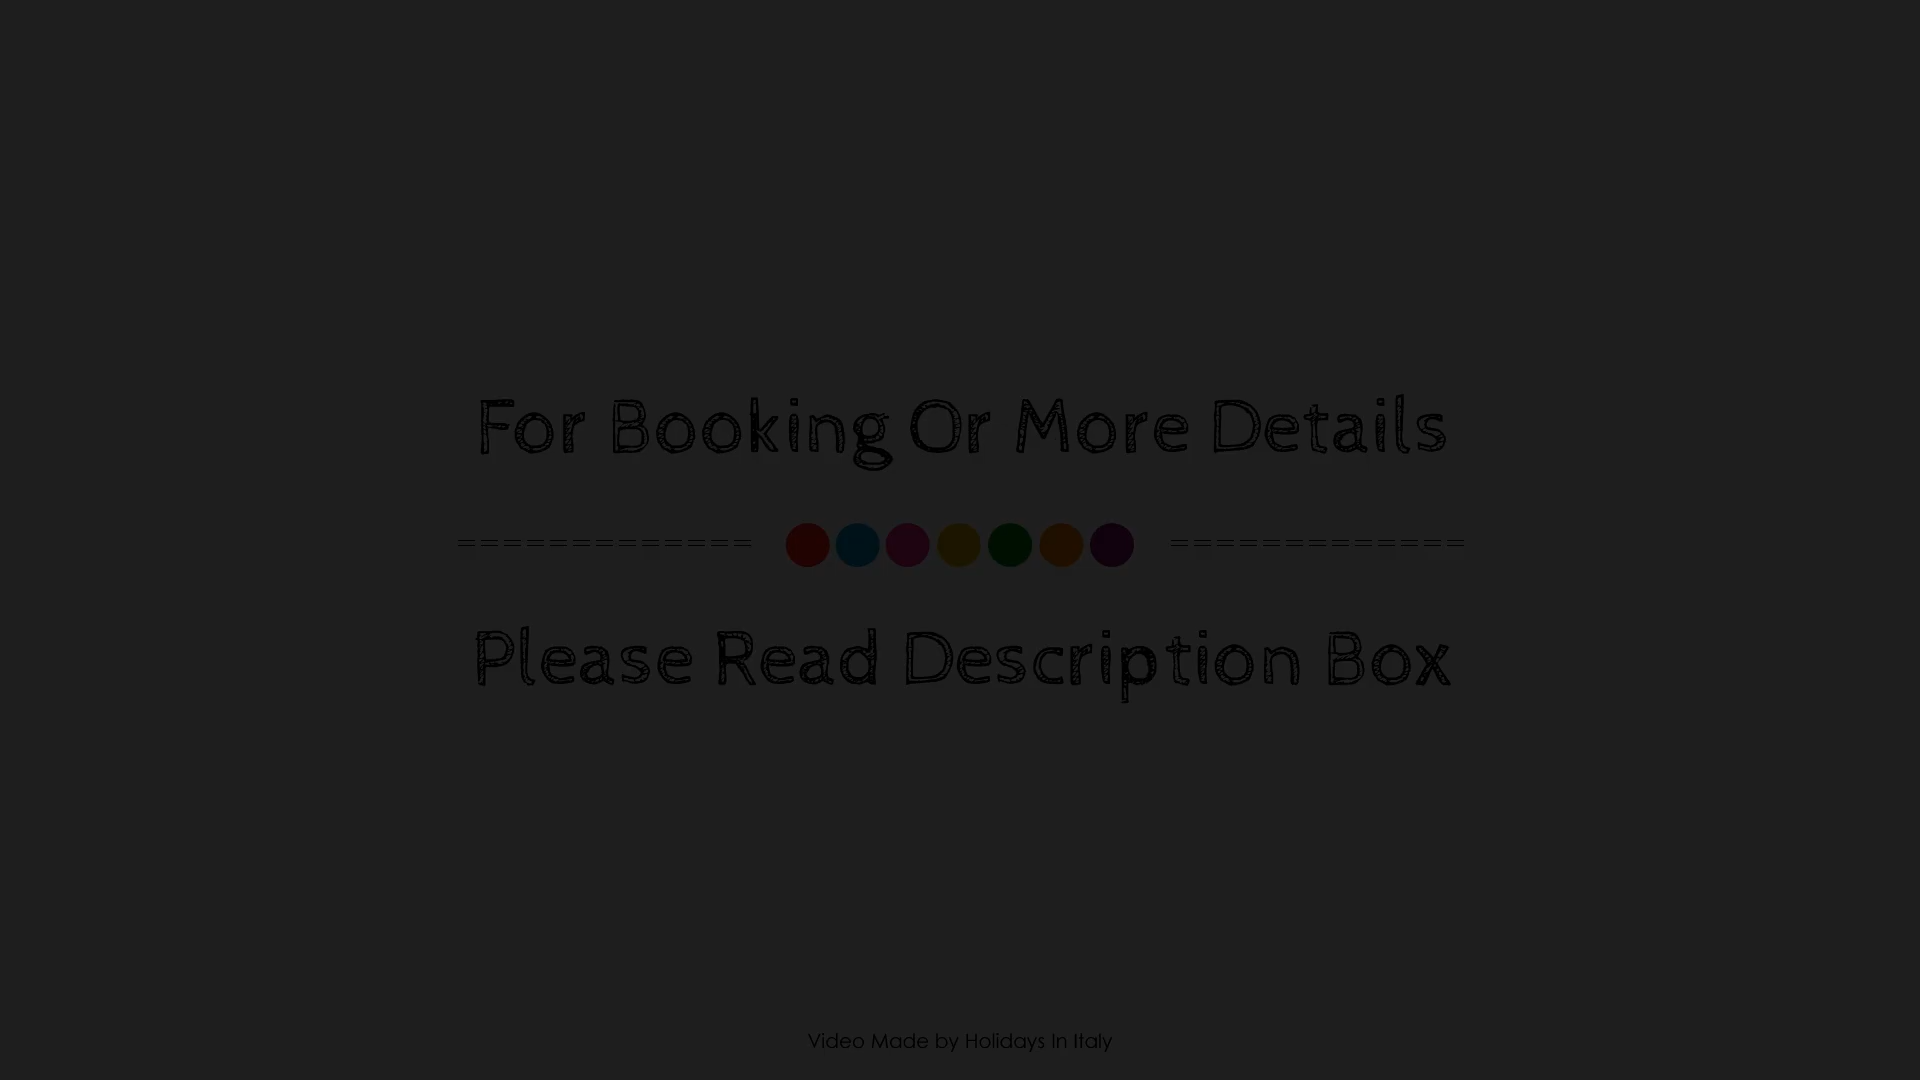 For Booking Or More Details
============= =============
Please Read Description Box
Video Made by Holidays In Italy